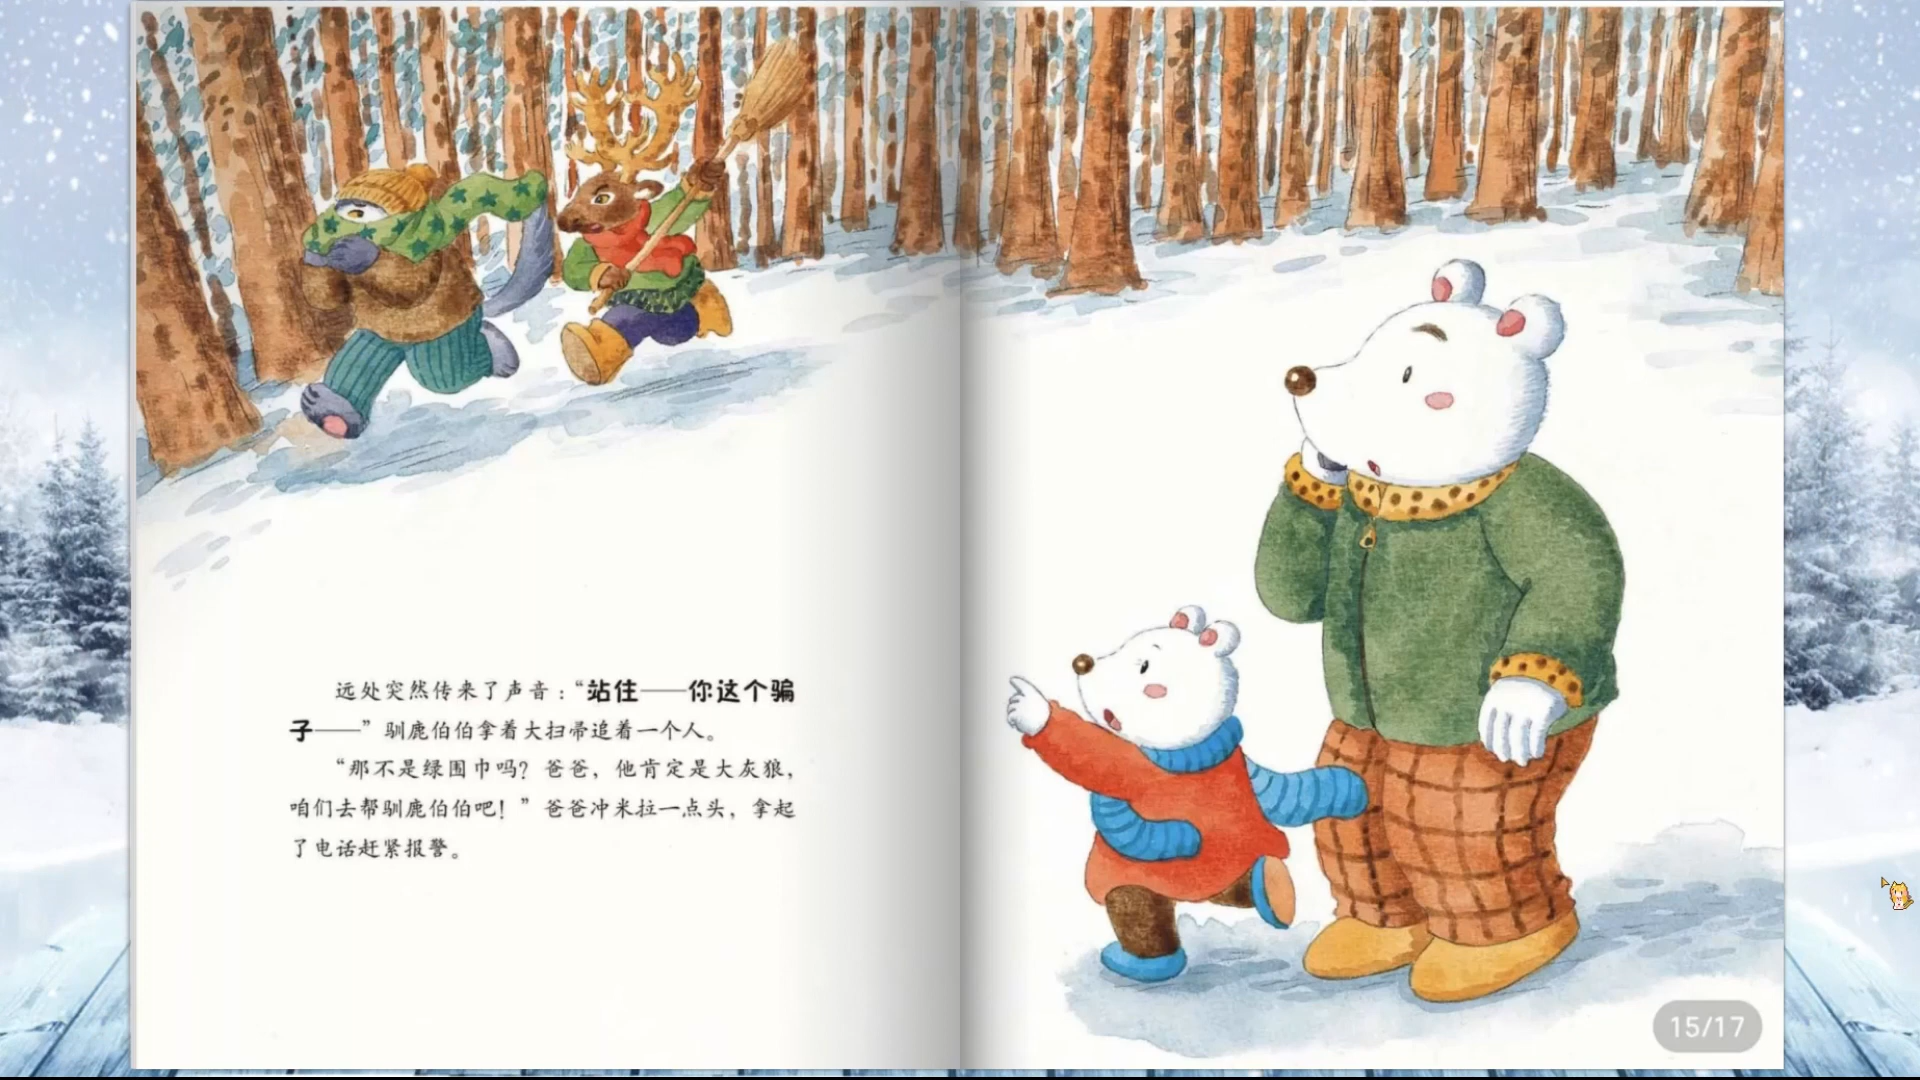 远处突然传来了声音：“站住——你这个骗
子——”驯鹿伯伯拿着大扫帚追着一个人。
“那不是绿围巾吗？爸爸，他肯定是大灰狼，
咱们去帮驯鹿伯伯吧！”爸爸冲米拉一点头，拿起
了电话赶紧报警。
15/17